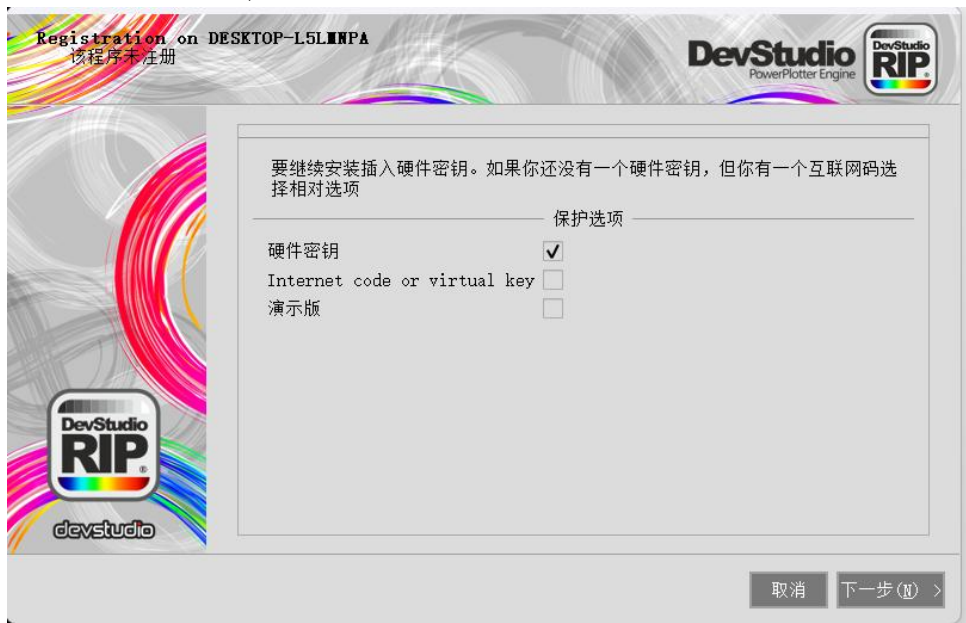 Registration on DESKTOP-L5LMNPA
该程序未注册
DevStudio
PowerPlotter Engine
DevStudio
RIP
要继续安装插入硬件密钥。如果你还没有一个硬件密钥，但你有一个互联网码选
择相对选项
保护选项
硬件密钥
Internet code or virtual key
演示版
DevStudio
RIP
devstudio
取消
下一步(N) >